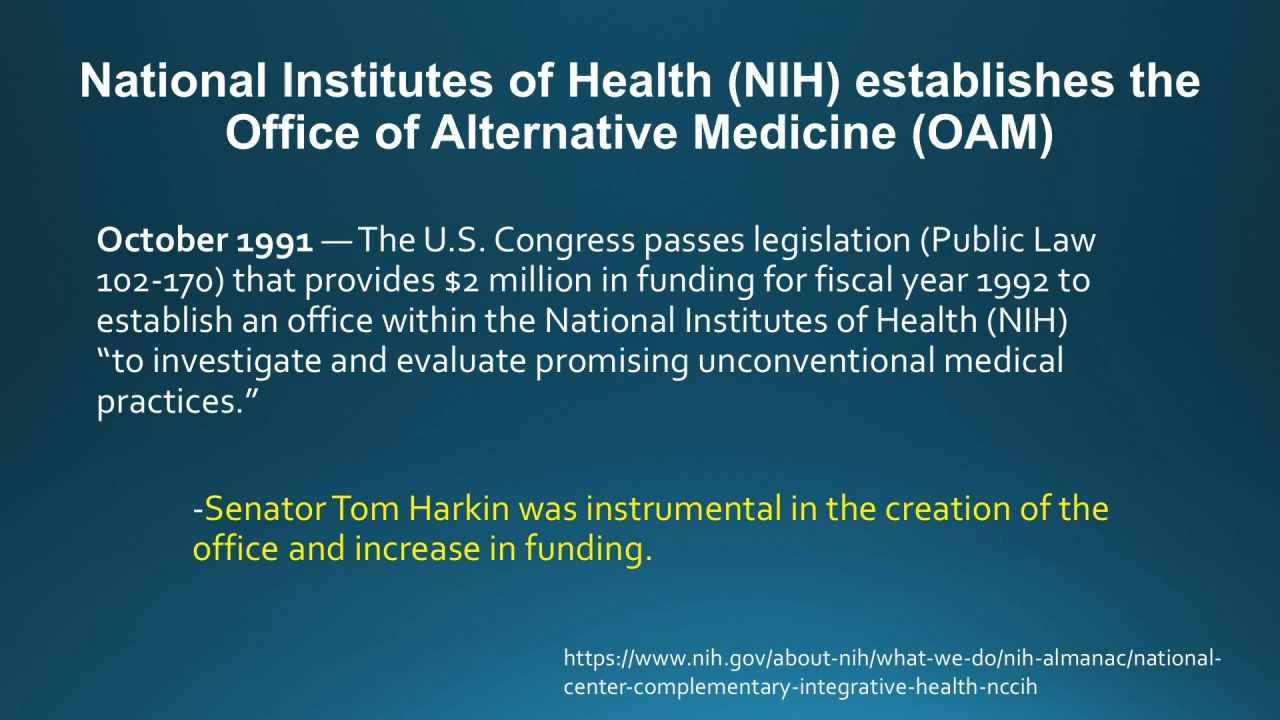 National Institutes of Health (NIH) establishes the
Office of Alternative Medicine (OAM)
October 1991 — The U.S. Congress passes legislation (Public Law
102-170) that provides $2 million in funding for fiscal year 1992 to
establish an office within the National Institutes of Health (NIH)
“to investigate and evaluate promising unconventional medical
practices.”
-Senator Tom Harkin was instrumental in the creation of the
office and increase in funding.
https://www.nih.gov/about-nih/what-we-do/nih-almanac/national-
center-complementary-integrative-health-nccih